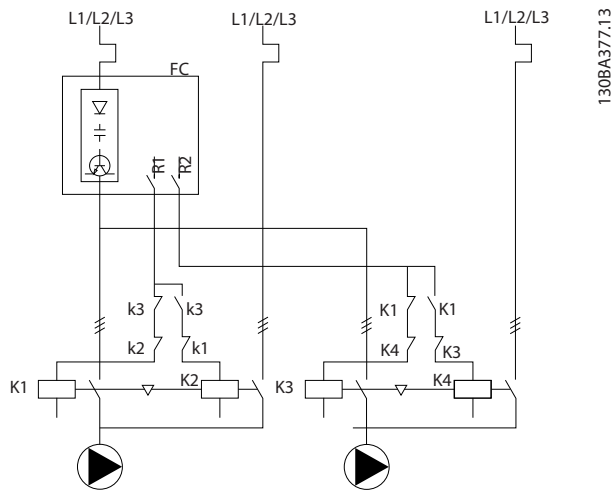 L1/L2/L3
L1/L2/L3
L1/L2/L3
130BA377.13
FC
R1
R2
k3
k3
K1
K1
k2
k1
K4
K3
K1
K2
K3
K4